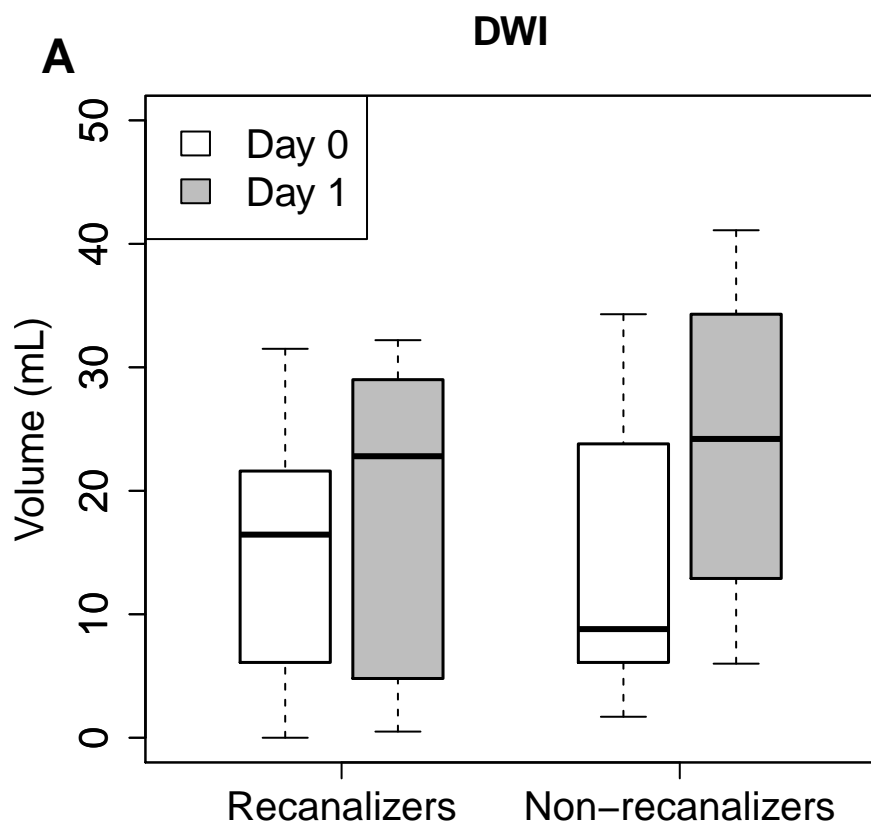 DWI
A
Day 0
Day 1
Volume (mL)
50
40
30
20
10
0
Recanalizers
Non−recanalizers